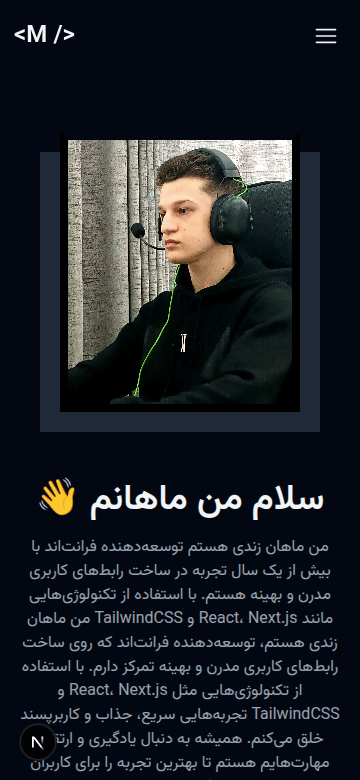 <M />
سلام من ماهانم 👋
من ماهان زندی هستم توسعه‌دهنده فرانت‌اند با
بیش از یک سال تجربه در ساخت رابط‌های کاربری
مدرن و بهینه هستم. با استفاده از تکنولوژی‌هایی
مانند React، Next.js و TailwindCSS من ماهان
زندی هستم، توسعه‌دهنده فرانت‌اند که روی ساخت
رابط‌های کاربری مدرن و بهینه تمرکز دارم. با استفاده
از تکنولوژی‌هایی مثل React، Next.js و
TailwindCSS تجربه‌هایی سریع، جذاب و کاربرپسند
خلق می‌کنم. همیشه به دنبال یادگیری و
مهارت‌هایم هستم تا بهترین تجربه را برای کاربران
N